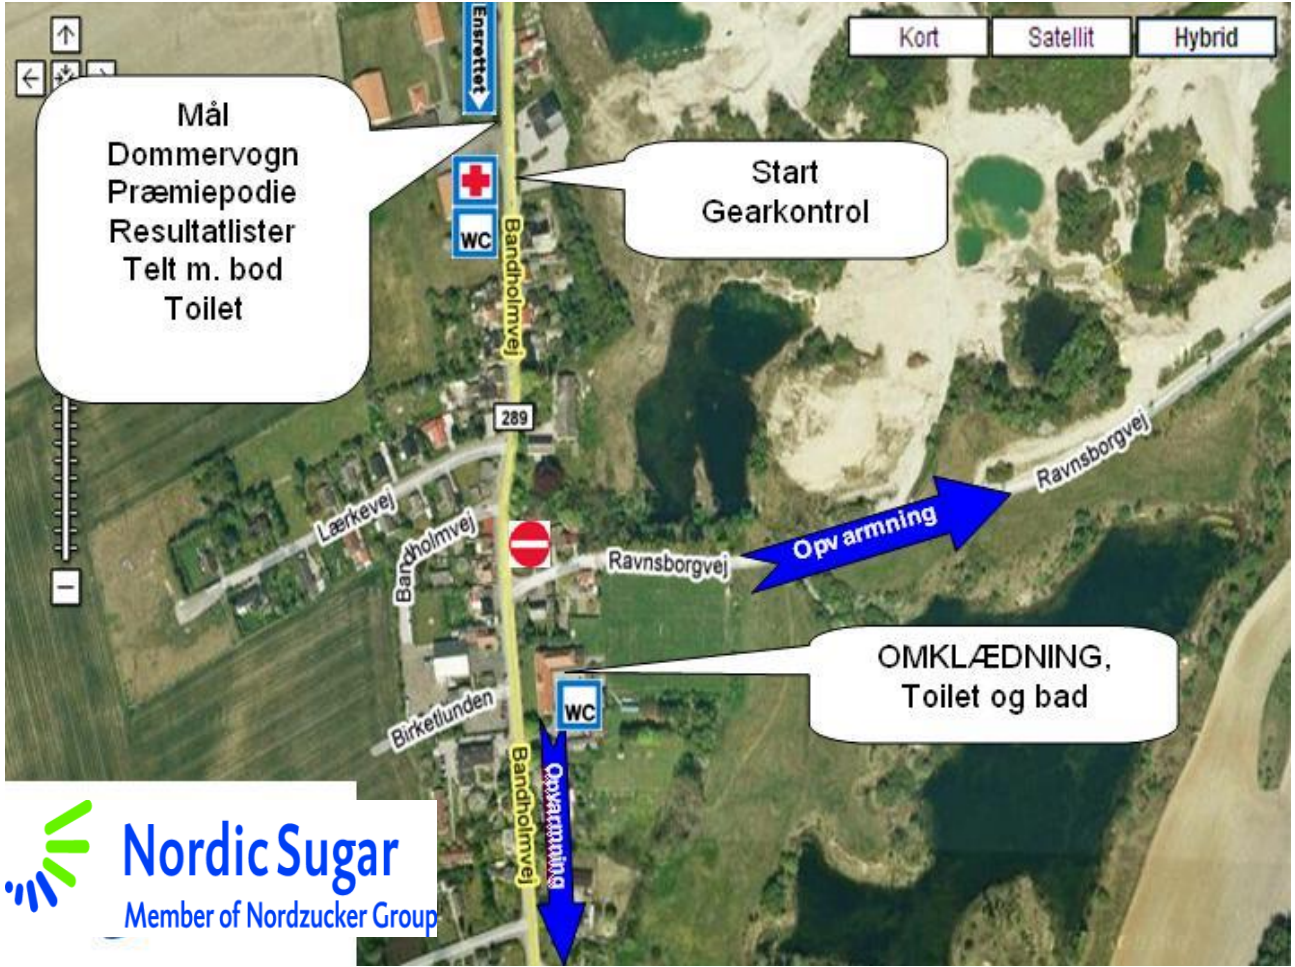 Kort
Satellit
Hybrid
Ensrettet
Mål
Dommervogn
Præmiepodie
Resultatlister
Telt m. bod
Toilet
Start
Gearkontrol
WC
Bandholmvej
289
Lærkevej
Bandholmvej
Ravnsborgvej
Opvarmning
Ravnsborgvej
OMKLÆDNING,
Toilet og bad
WC
Birketlunden
Bandholmvej
Opvarmning
Nordic Sugar
Member of Nordzucker Group